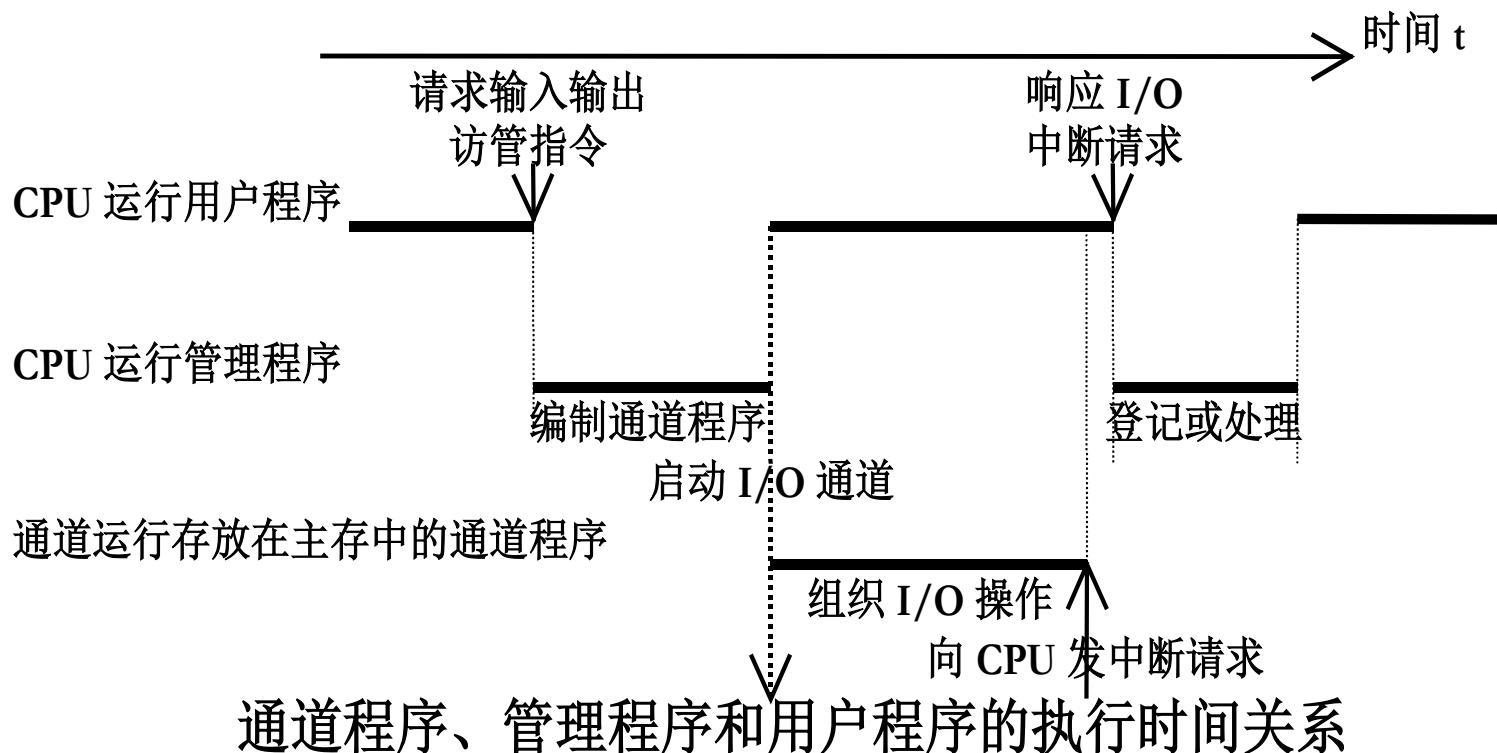 时间 t
请求输入输出
访管指令
响应 I/O
中断请求
CPU 运行用户程序
CPU 运行管理程序
编制通道程序
登记或处理
启动 I/O 通道
通道运行存放在主存中的通道程序
组织 I/O 操作
向 CPU 发中断请求
通道程序、管理程序和用户程序的执行时间关系